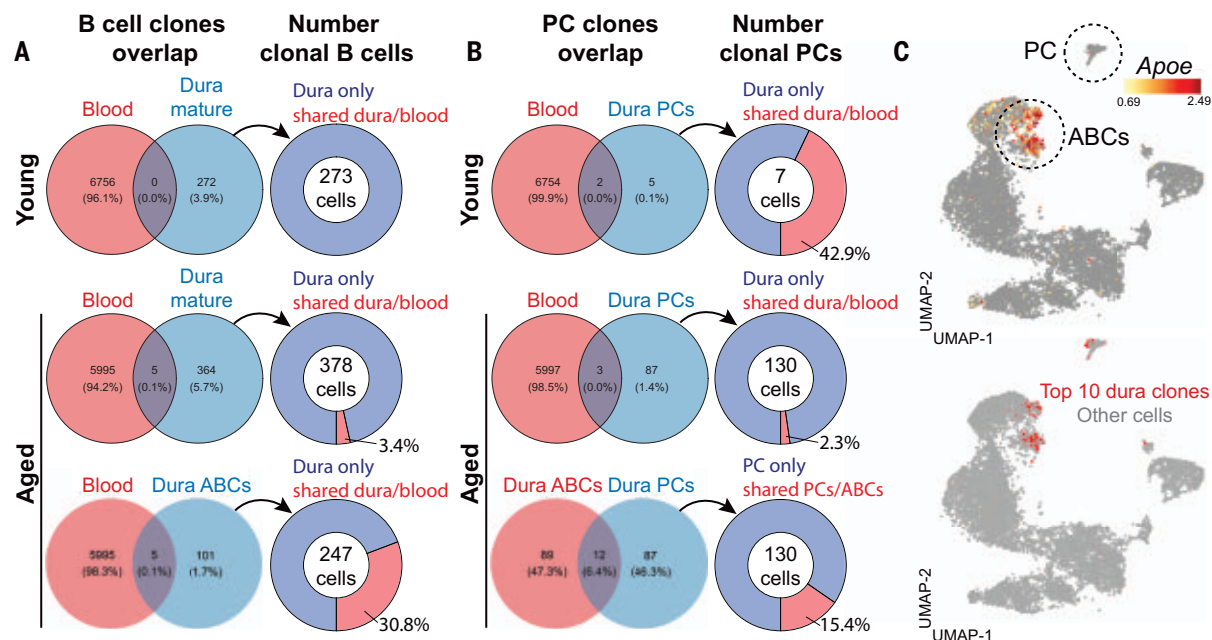 A
B cell clones
overlap
Number
clonal B cells
Young
Blood
Dura
mature
6756
(96.1%)
0
(0.0%)
272
(3.9%)
Dura only
shared dura/blood
273
cells
Aged
Blood
Dura
mature
5995
(94.2%)
5
(0.1%)
364
(5.7%)
Dura only
shared dura/blood
378
cells
3.4%
Blood
Dura ABCs
5995
(98.3%)
5
(0.1%)
101
(1.7%)
Dura only
shared dura/blood
247
cells
30.8%
B
PC clones
overlap
Number
clonal PCs
Young
Blood
Dura PCs
6754
(99.9%)
2
(0.0%)
5
(0.1%)
Dura only
shared dura/blood
7
cells
42.9%
Aged
Blood
Dura PCs
5997
(98.5%)
3
(0.0%)
87
(1.4%)
Dura only
shared dura/blood
130
cells
2.3%
Dura ABCs
Dura PCs
89
(47.3%)
12
(6.4%)
87
(46.3%)
PC only
shared PCs/ABCs
130
cells
15.4%
C
PC
Apoe
0.69
2.49
ABCs
UMAP-2
UMAP-1
Top 10 dura clones
Other cells
UMAP-2
UMAP-1